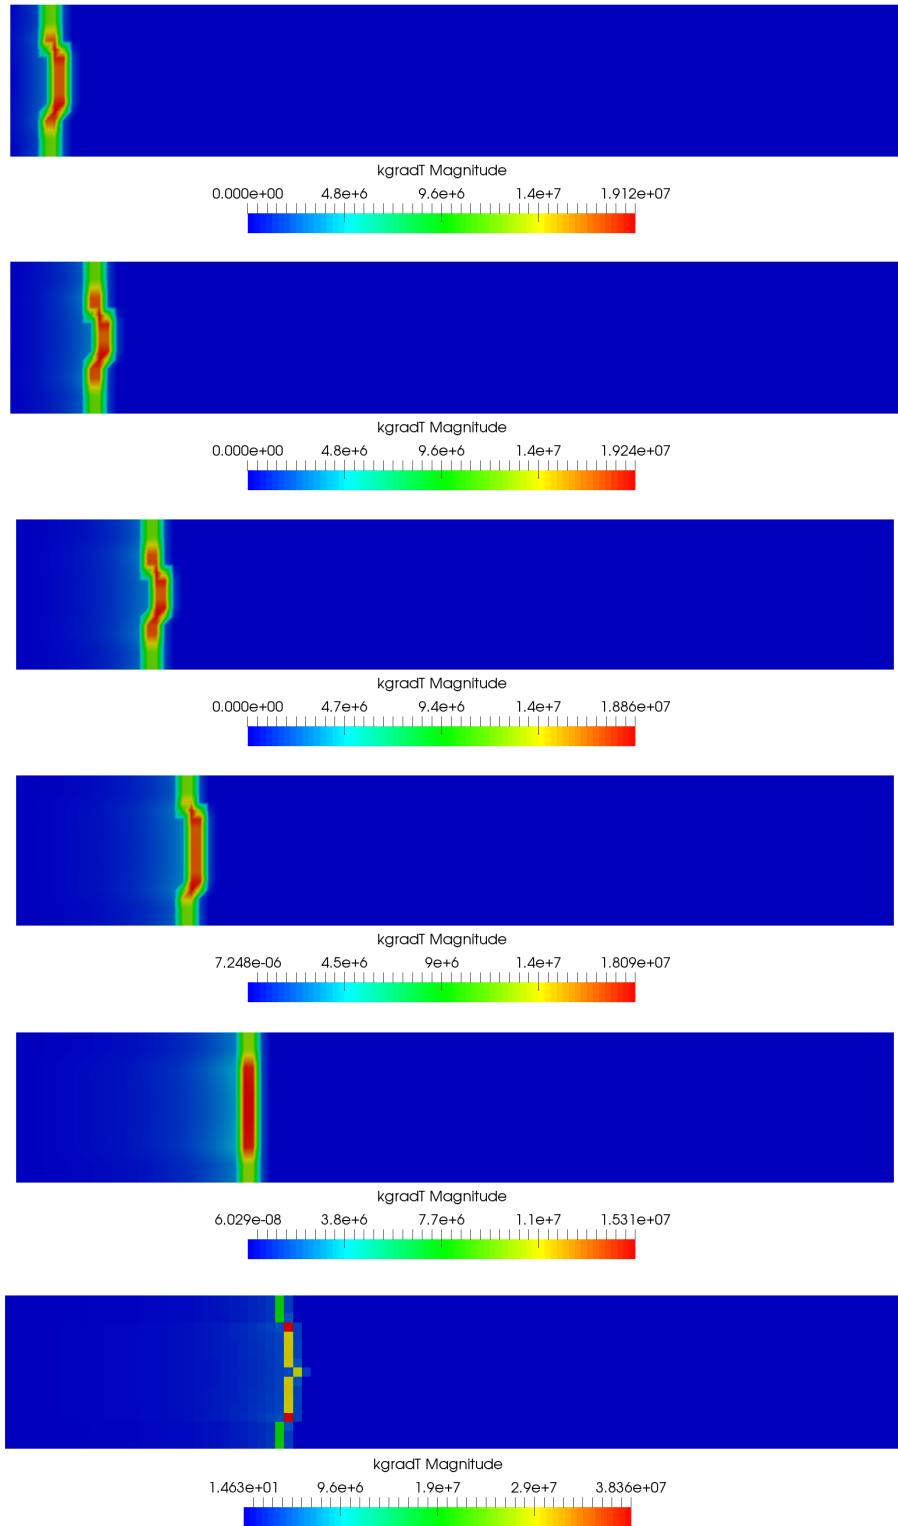 kgradT Magnitude
0.000e+00 4.8e+6 9.6e+6 1.4e+7 1.912e+07
kgradT Magnitude
0.000e+00 4.8e+6 9.6e+6 1.4e+7 1.924e+07
kgradT Magnitude
0.000e+00 4.7e+6 9.4e+6 1.4e+7 1.886e+07
kgradT Magnitude
7.248e-06 4.5e+6 9e+6 1.4e+7 1.809e+07
kgradT Magnitude
6.029e-08 3.8e+6 7.7e+6 1.1e+7 1.531e+07
kgradT Magnitude
1.463e+01 9.6e+6 1.9e+7 2.9e+7 3.836e+07